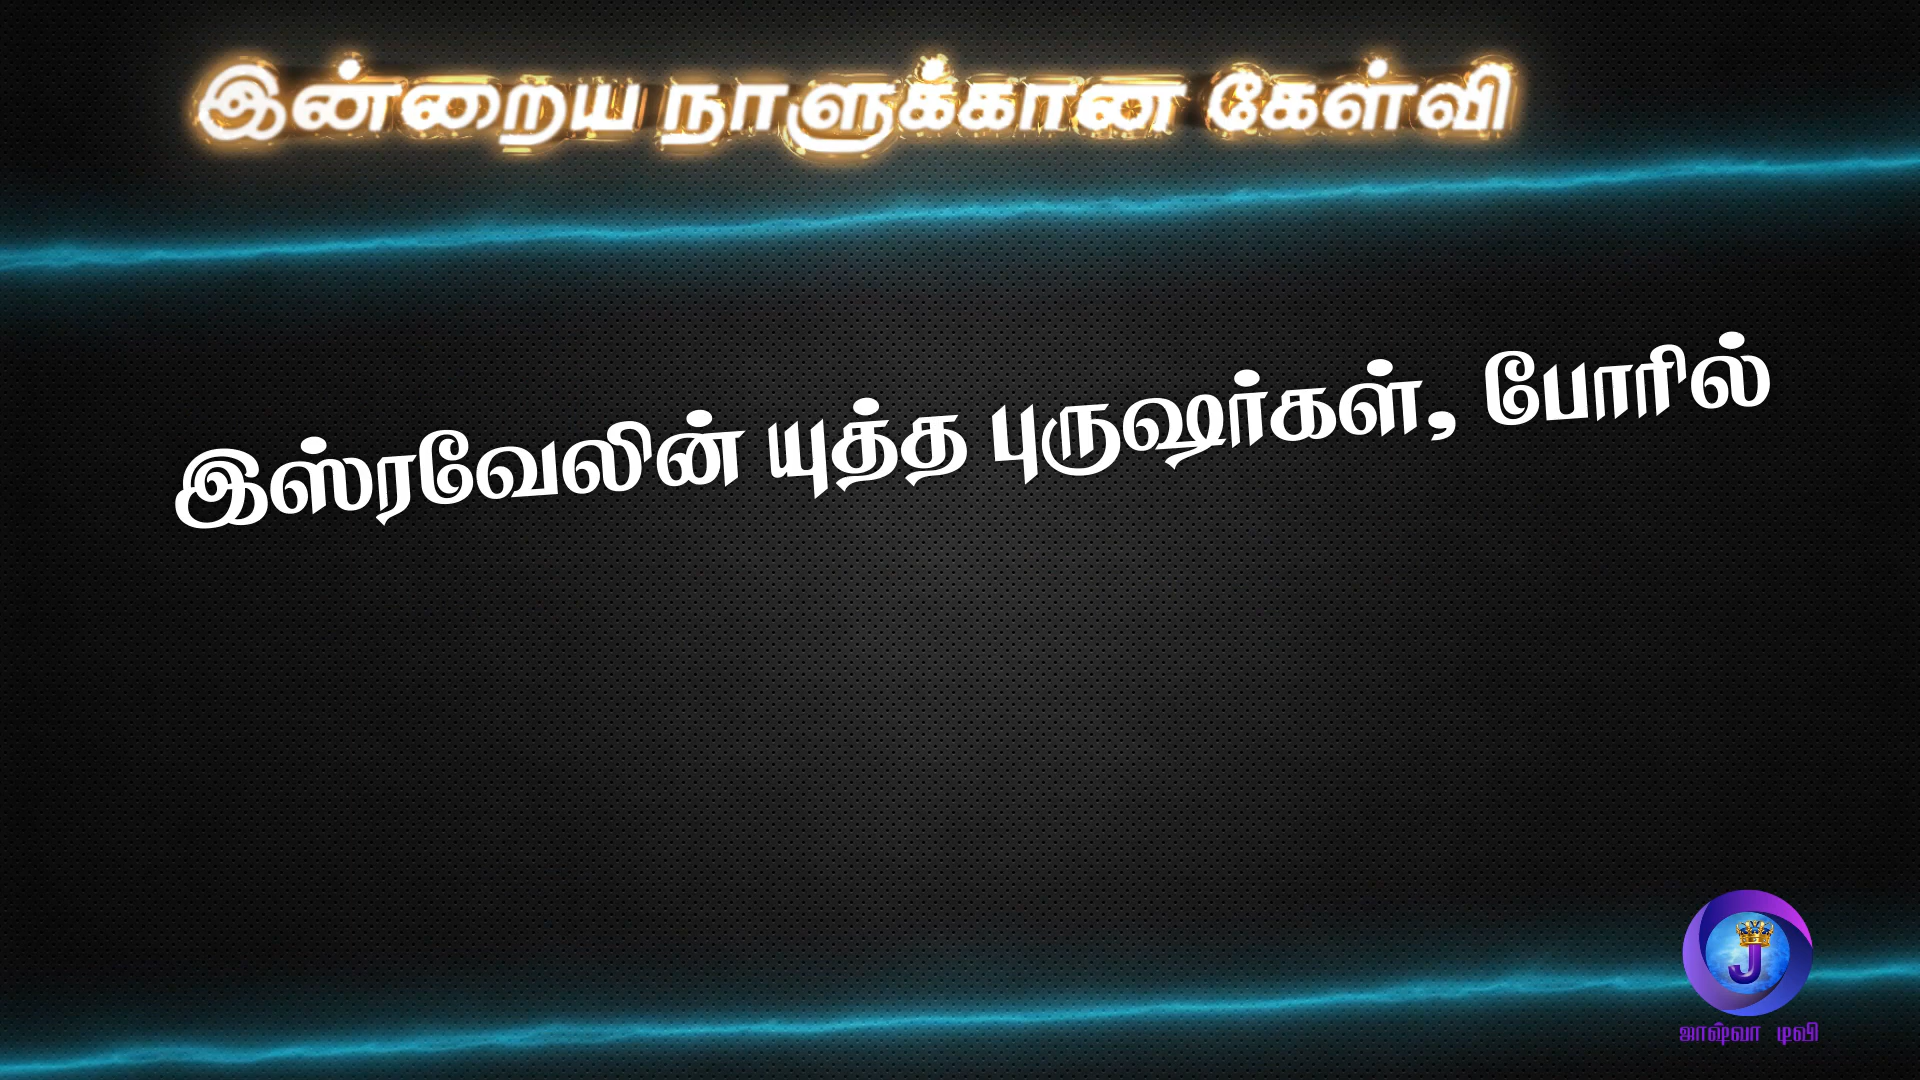 இன்றைய நாளுக்கான கேள்வி
இஸ்ரவேலின் யுத்த புருஷர்கள், போரில்
J
ஜாஷ்வா டிவி